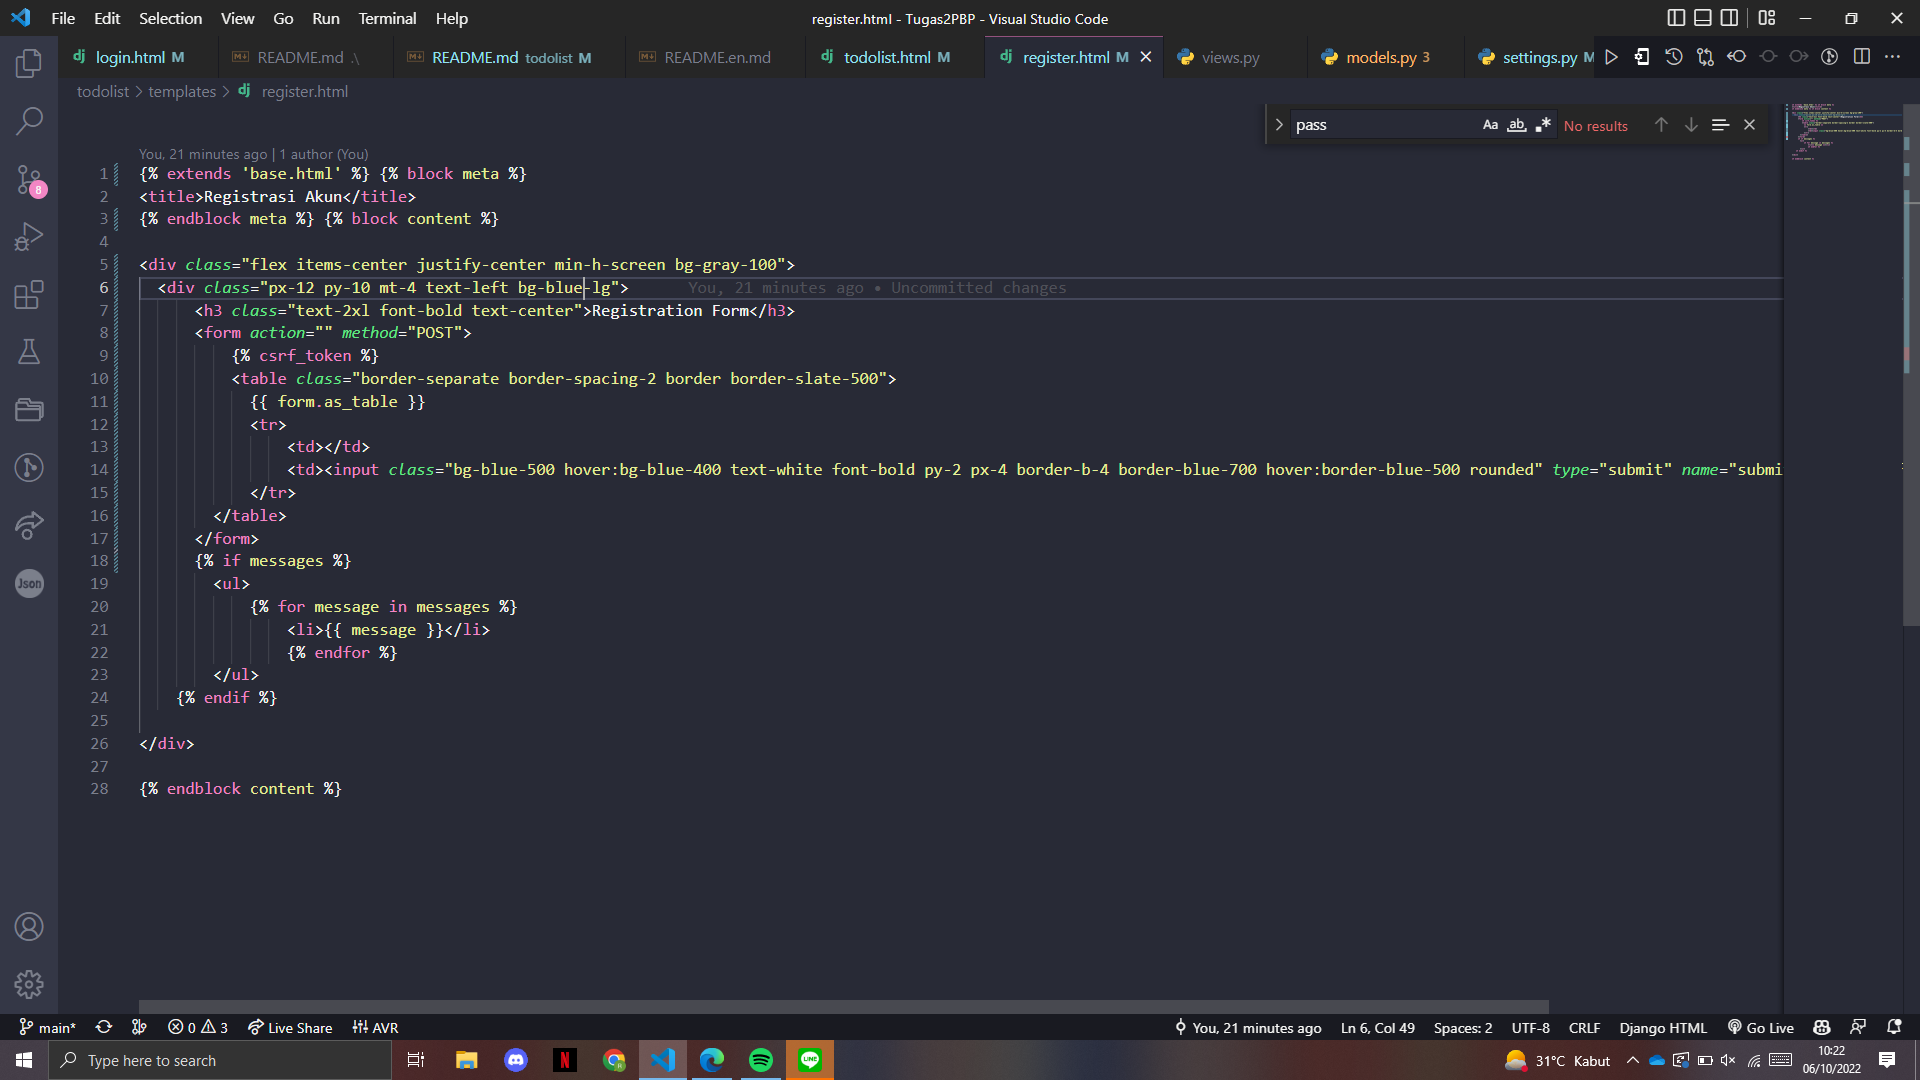 File Edit Selection View Go Run Terminal Help
register.html - Tugas2PBP - Visual Studio Code
login.html M
README.md .\
README.md todolist M
README.en.md
todolist.html M
register.html M
views.py
models.py 3
settings.py M
todolist > templates > register.html
pass
Aa
ab
No results
You, 21 minutes ago | 1 author (You)
1 {% extends 'base.html' %} {% block meta %}
2 <title>Registrasi Akun</title>
3 {% endblock meta %} {% block content %}
4
5 <div class="flex items-center justify-center min-h-screen bg-gray-100">
6 <div class="px-12 py-10 mt-4 text-left bg-blue-lg"> You, 21 minutes ago • Uncommitted changes
7 <h3 class="text-2xl font-bold text-center">Registration Form</h3>
8 <form action="" method="POST">
9 {% csrf_token %}
10 <table class="border-separate border-spacing-2 border border-slate-500">
11 {{ form.as_table }}
12 <tr>
13 <td></td>
14 <td><input class="bg-blue-500 hover:bg-blue-400 text-white font-bold py-2 px-4 border-b-4 border-blue-700 hover:border-blue-500 rounded" type="submit" name="submi
15 </tr>
16 </table>
17 </form>
18 {% if messages %}
19 <ul>
20 {% for message in messages %}
21 <li>{{ message }}</li>
22 {% endfor %}
23 </ul>
24 {% endif %}
25
26 </div>
27
28 {% endblock content %}
8
Json
main* 0 3 Live Share AVR
You, 21 minutes ago Ln 6, Col 49 Spaces: 2 UTF-8 CRLF Django HTML Go Live
Type here to search
31°C Kabut
10:22
06/10/2022